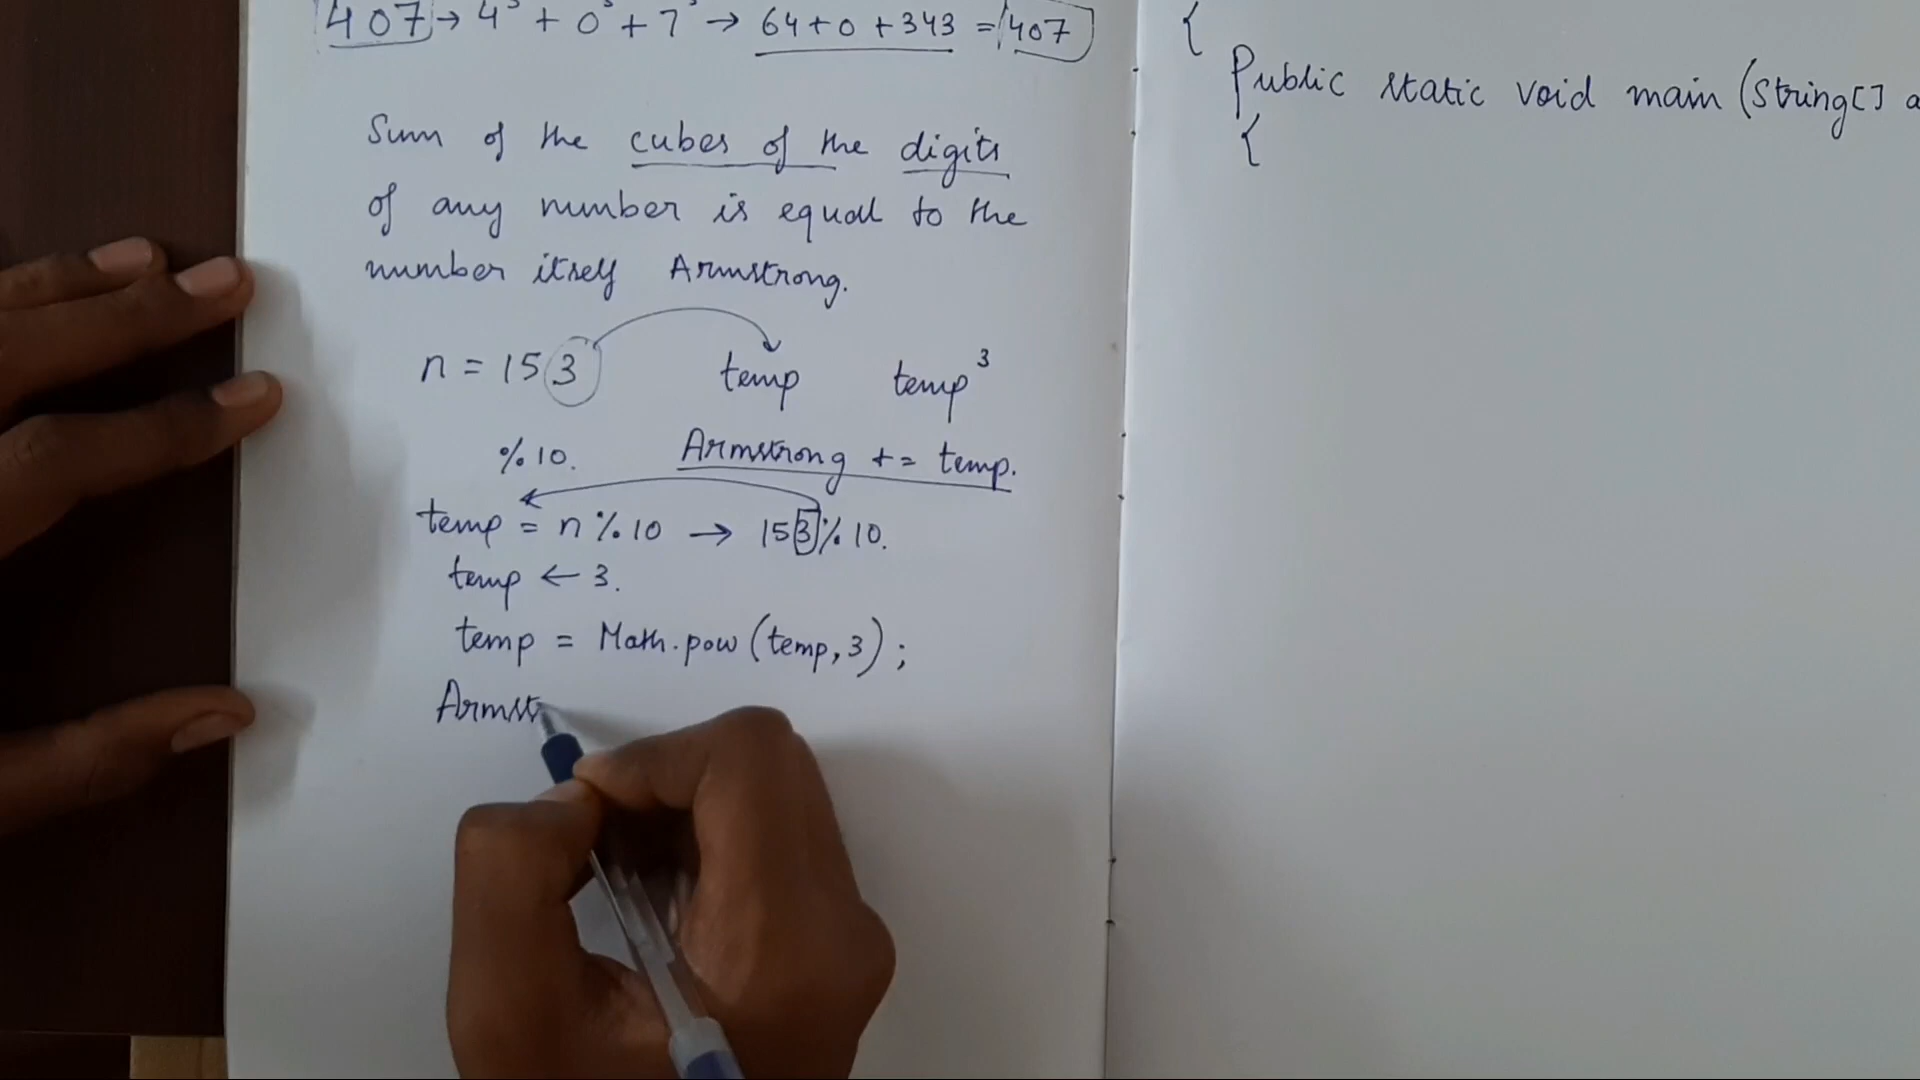 407 → 4³ + 0³ + 7³ → 64 + 0 + 343 = 407
Sum of the cubes of the digits
of any number is equal to the
number itself Armstrong.
n = 153 temp temp³
% 10. Armstrong += temp.
temp = n % 10 → 153 % 10.
temp ← 3.
temp = Math.pow (temp, 3) ;
Armst
{
Public static void main (String[] a
{